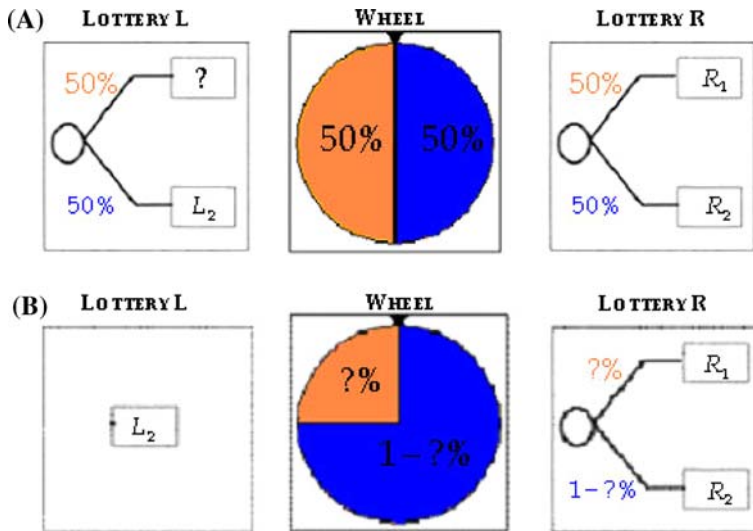 (A) LOTTERY L WHEEL LOTTERY R
50% ? 50% R1
50% 50%
50% L2 50% R2
(B) LOTTERY L WHEEL LOTTERY R
?% ?% R1
L2
1-?% 1-?% R2